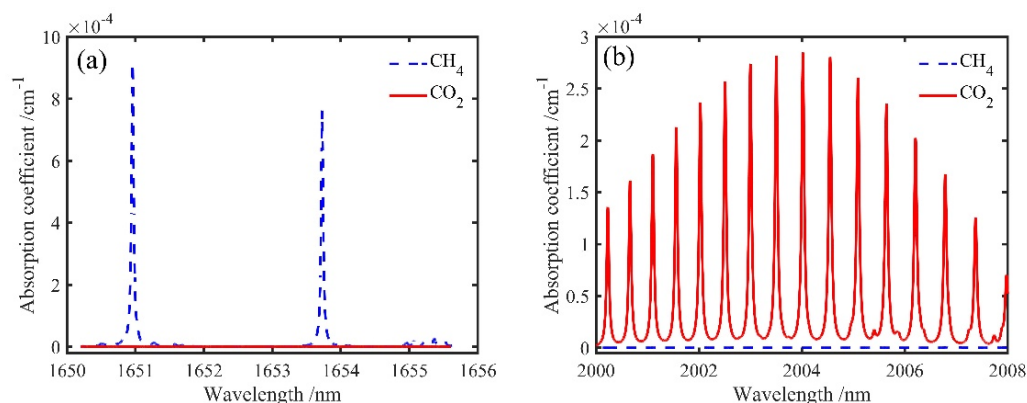 ×10⁻⁴
10
8
6
4
2
0
Absorption coefficient /cm⁻¹
(a)
CH₄
CO₂
1650
1651
1652
1653
1654
1655
1656
Wavelength /nm
×10⁻⁴
3
2.5
2
1.5
1
0.5
0
Absorption coefficient /cm⁻¹
(b)
CH₄
CO₂
2000
2002
2004
2006
2008
Wavelength /nm